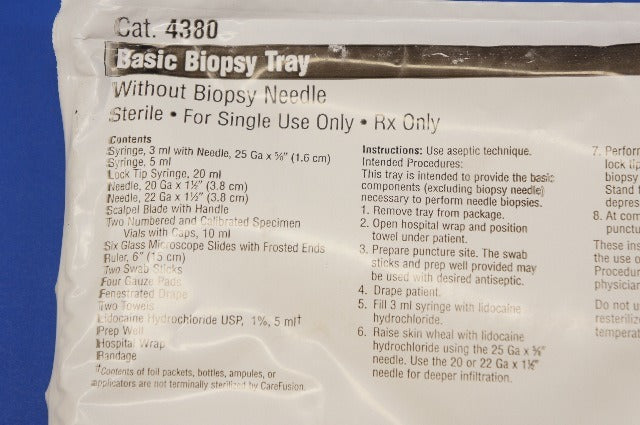 Cat. 4380
Basic Biopsy Tray
Without Biopsy Needle
Sterile • For Single Use Only • Rx Only
Contents
Syringe, 3 ml with Needle, 25 Ga x ⅝" (1.6 cm)
Syringe, 5 ml
Lock Tip Syringe, 20 ml
Needle, 20 Ga x 1½" (3.8 cm)
Needle, 22 Ga x 1½" (3.8 cm)
Scalpel Blade with Handle
Two Numbered and Calibrated Specimen
Vials with Caps, 10 ml
Six Glass Microscope Slides with Frosted Ends
Ruler, 6" (15 cm)
Two Swab Sticks
Four Gauze Pads
Fenestrated Drape
Two Towels
Lidocaine Hydrochloride USP, 1%, 5 ml†
Prep Well
Hospital Wrap
Bandage
†Contents of foil packets, bottles, ampules, or
applicators are not terminally sterilized by CareFusion.
Instructions: Use aseptic technique.
Intended Procedures:
This tray is intended to provide the basic
components (excluding biopsy needle)
necessary to perform needle biopsies.
1. Remove tray from package.
2. Open hospital wrap and position
towel under patient.
3. Prepare puncture site. The swab
sticks and prep well provided may
be used with desired antiseptic.
4. Drape patient.
5. Fill 3 ml syringe with lidocaine
hydrochloride.
6. Raise skin wheal with lidocaine
hydrochloride using the 25 Ga x ⅝"
needle. Use the 20 or 22 Ga x 1½"
needle for deeper infiltration.
7. Perfor
lock tip
biopsy
Stand
depres
8. At com
punctu
These ins
the use o
Procedu
physician
Do not u
resteriliz
temperat